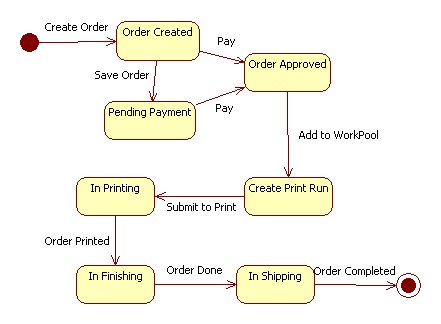 Create Order
Order Created
Pay
Order Approved
Save Order
Pending Payment
Pay
Add to WorkPool
In Printing
Create Print Run
Submit to Print
Order Printed
In Finishing
Order Done
In Shipping
Order Completed